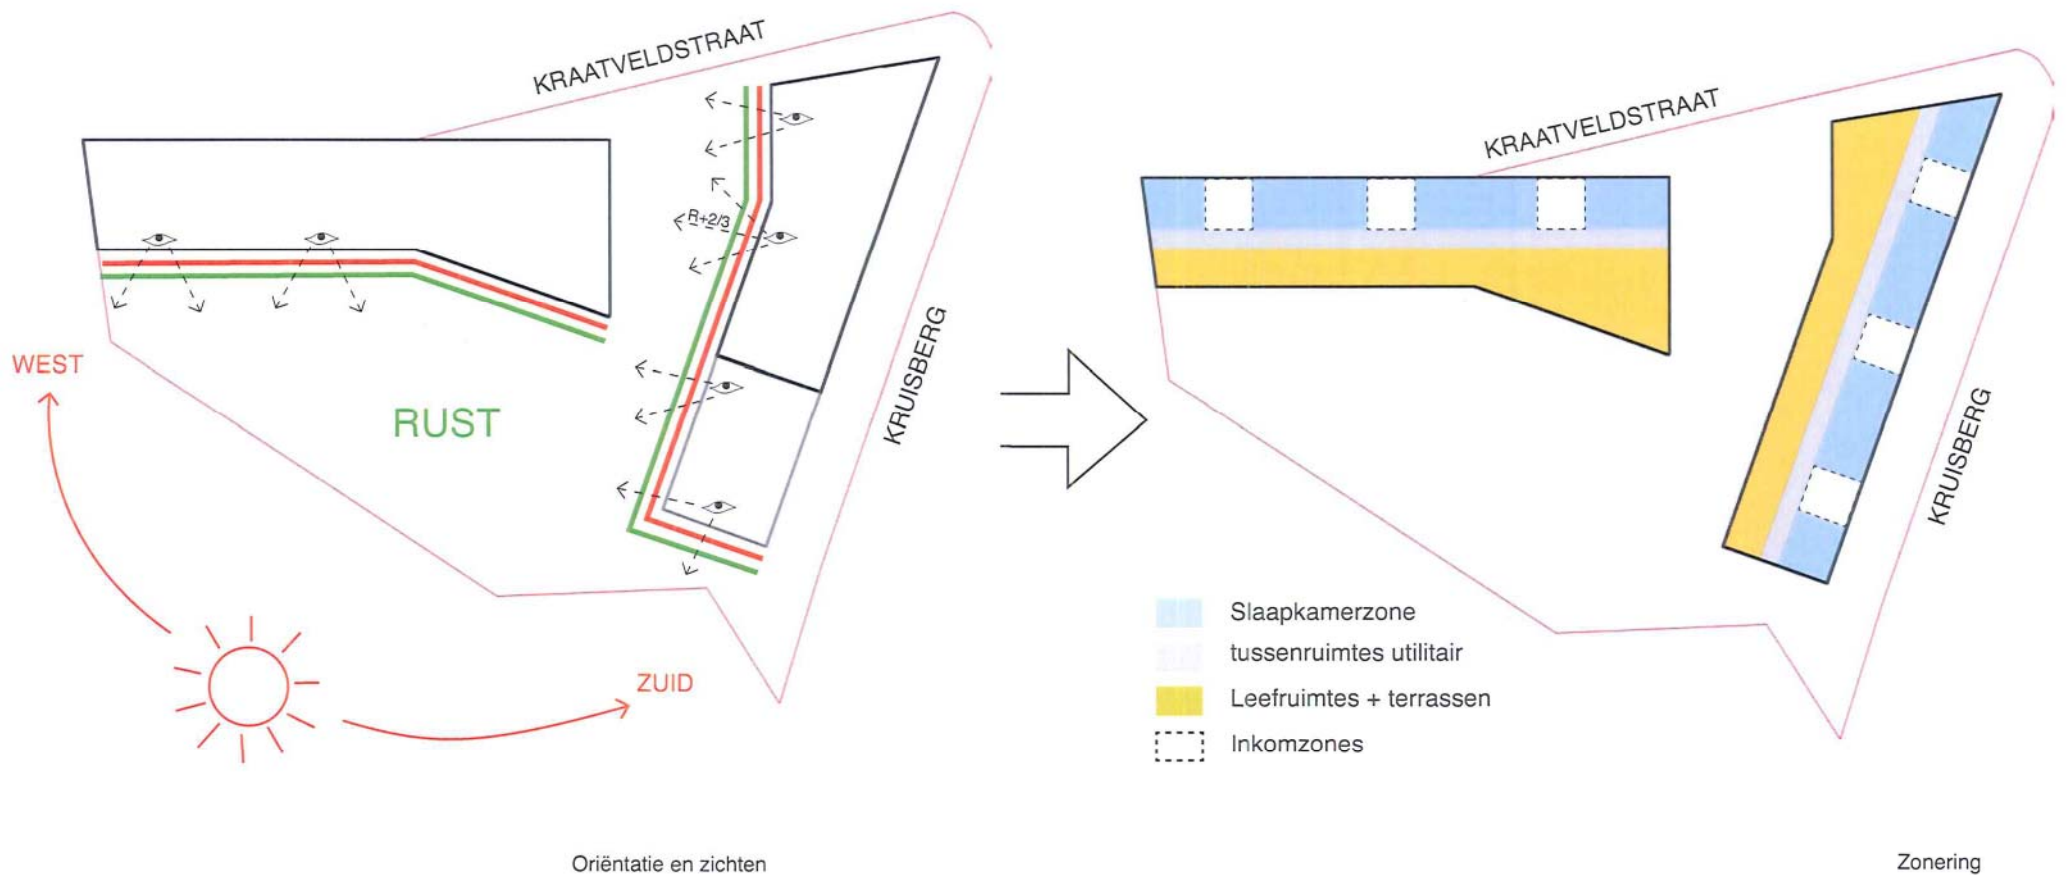 KRAATVELDSTRAAT
R+2/3
WEST
RUST
KRUISBERG
ZUID
Oriëntatie en zichten
KRAATVELDSTRAAT
KRUISBERG
Slaapkamerzone
tussenruimtes utilitair
Leefruimtes + terrassen
Inkomzones
Zonering